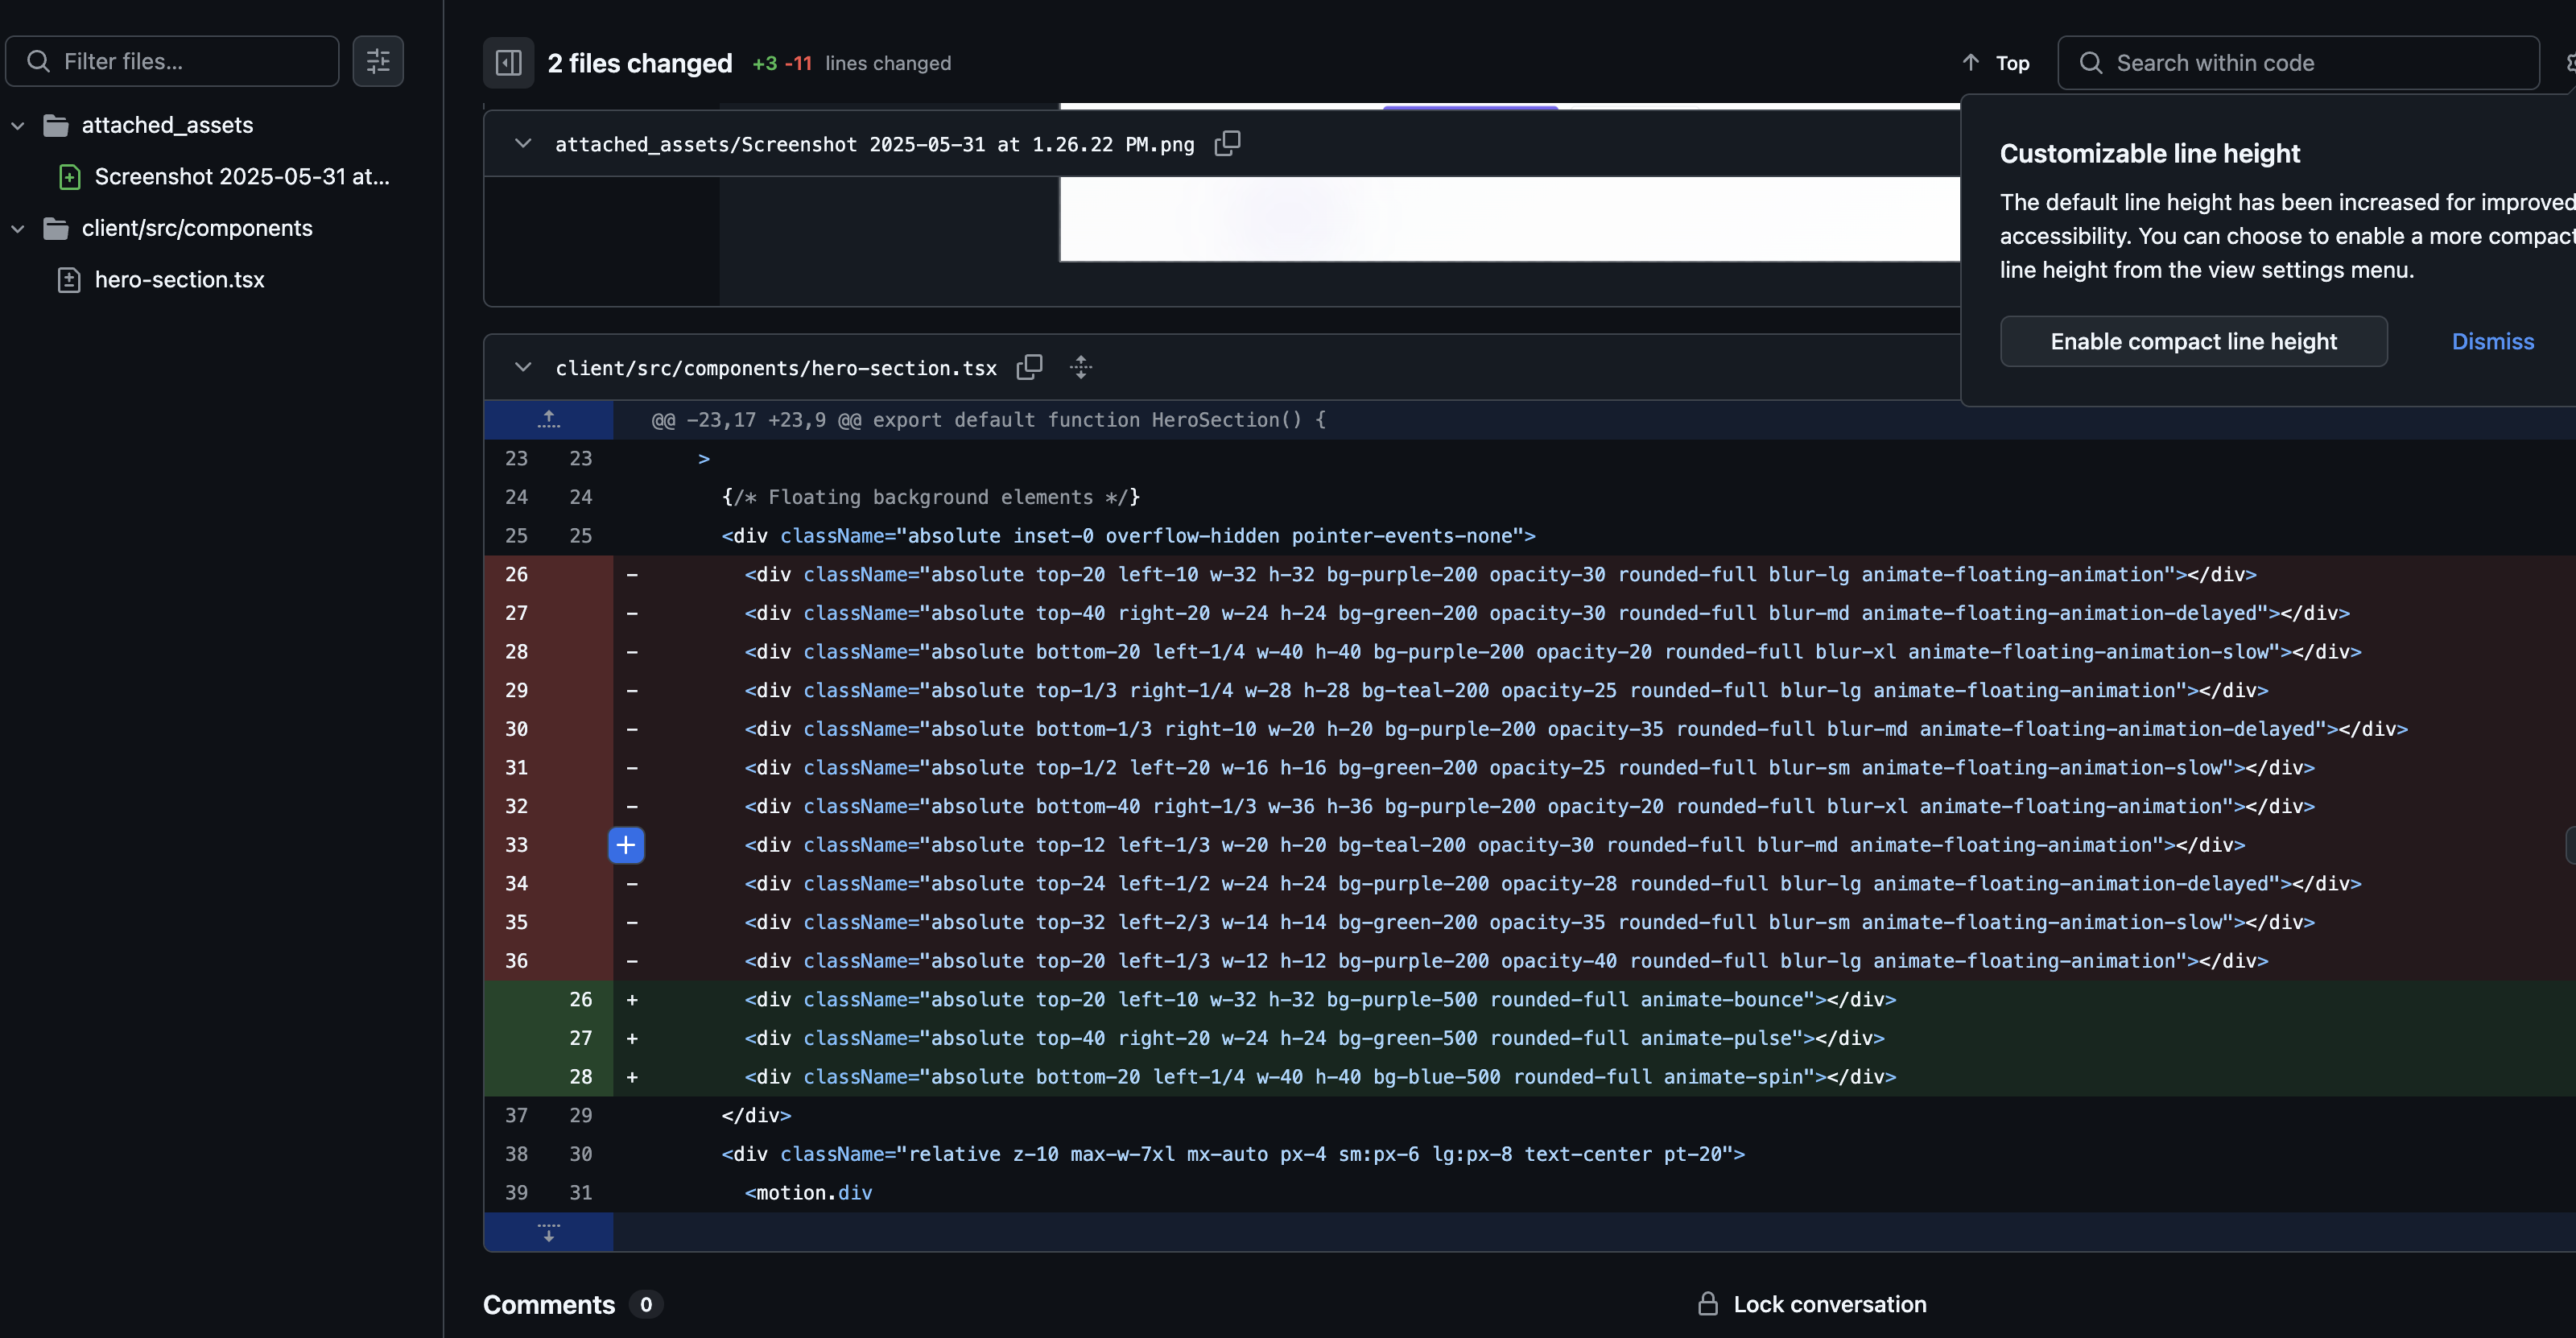 Filter files...
attached_assets
Screenshot 2025-05-31 at...
client/src/components
hero-section.tsx
2 files changed +3 -11 lines changed
Top
Search within code
attached_assets/Screenshot 2025-05-31 at 1.26.22 PM.png
Customizable line height
The default line height has been increased for improved
accessibility. You can choose to enable a more compact
line height from the view settings menu.
Enable compact line height
Dismiss
client/src/components/hero-section.tsx
@@ -23,17 +23,9 @@ export default function HeroSection() {
23 23 >
24 24 {/* Floating background elements */}
25 25 <div className="absolute inset-0 overflow-hidden pointer-events-none">
26 - <div className="absolute top-20 left-10 w-32 h-32 bg-purple-200 opacity-30 rounded-full blur-lg animate-floating-animation"></div>
27 - <div className="absolute top-40 right-20 w-24 h-24 bg-green-200 opacity-30 rounded-full blur-md animate-floating-animation-delayed"></div>
28 - <div className="absolute bottom-20 left-1/4 w-40 h-40 bg-purple-200 opacity-20 rounded-full blur-xl animate-floating-animation-slow"></div>
29 - <div className="absolute top-1/3 right-1/4 w-28 h-28 bg-teal-200 opacity-25 rounded-full blur-lg animate-floating-animation"></div>
30 - <div className="absolute bottom-1/3 right-10 w-20 h-20 bg-purple-200 opacity-35 rounded-full blur-md animate-floating-animation-delayed"></div>
31 - <div className="absolute top-1/2 left-20 w-16 h-16 bg-green-200 opacity-25 rounded-full blur-sm animate-floating-animation-slow"></div>
32 - <div className="absolute bottom-40 right-1/3 w-36 h-36 bg-purple-200 opacity-20 rounded-full blur-xl animate-floating-animation"></div>
33 + <div className="absolute top-12 left-1/3 w-20 h-20 bg-teal-200 opacity-30 rounded-full blur-md animate-floating-animation"></div>
34 - <div className="absolute top-24 left-1/2 w-24 h-24 bg-purple-200 opacity-28 rounded-full blur-lg animate-floating-animation-delayed"></div>
35 - <div className="absolute top-32 left-2/3 w-14 h-14 bg-green-200 opacity-35 rounded-full blur-sm animate-floating-animation-slow"></div>
36 - <div className="absolute top-20 left-1/3 w-12 h-12 bg-purple-200 opacity-40 rounded-full blur-lg animate-floating-animation"></div>
26 + <div className="absolute top-20 left-10 w-32 h-32 bg-purple-500 rounded-full animate-bounce"></div>
27 + <div className="absolute top-40 right-20 w-24 h-24 bg-green-500 rounded-full animate-pulse"></div>
28 + <div className="absolute bottom-20 left-1/4 w-40 h-40 bg-blue-500 rounded-full animate-spin"></div>
37 29 </div>
38 30 <div className="relative z-10 max-w-7xl mx-auto px-4 sm:px-6 lg:px-8 text-center pt-20">
39 31 <motion.div
Comments 0
Lock conversation